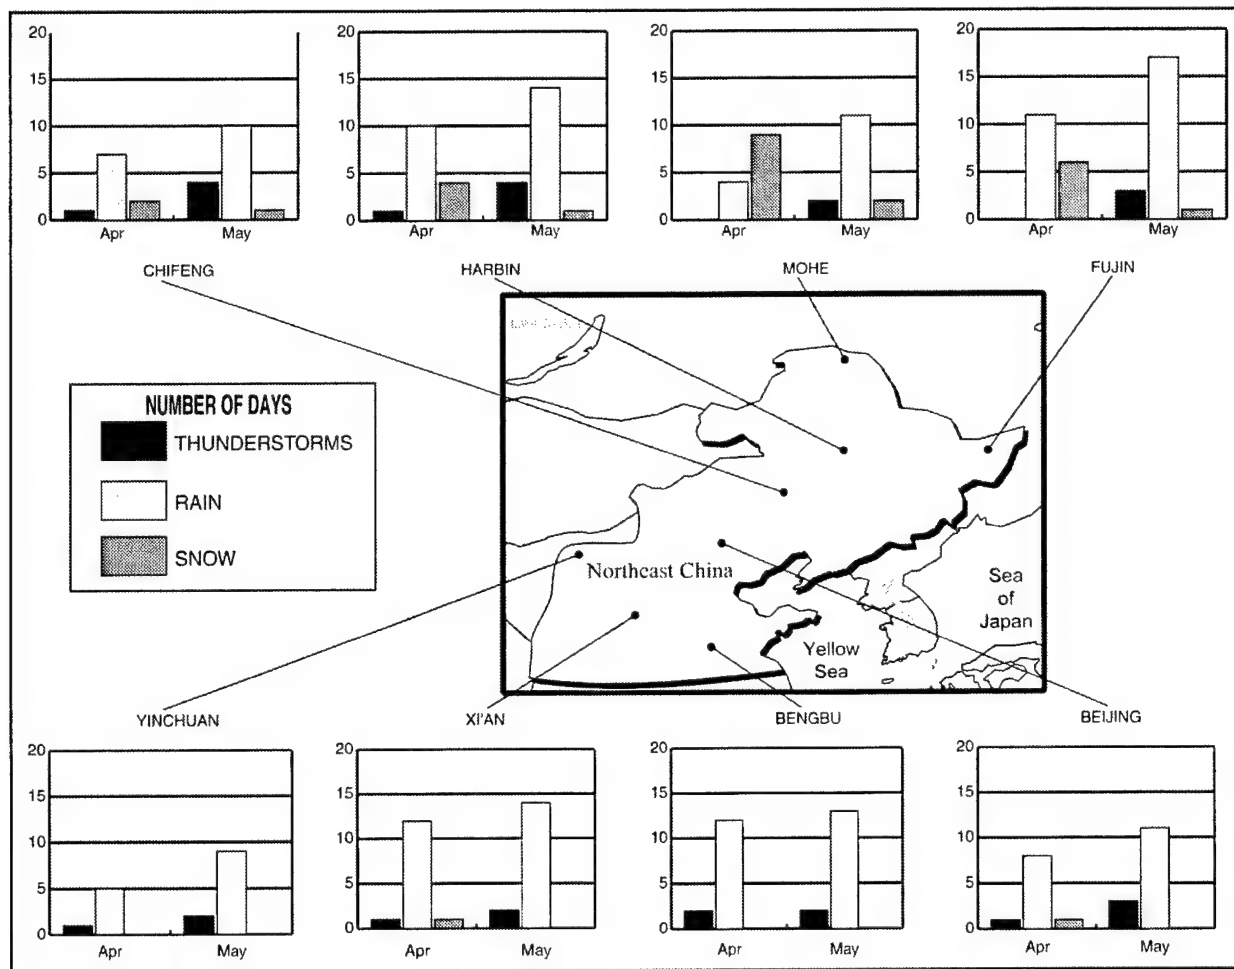 20
15
10
5
0
Apr
May
20
15
10
5
0
Apr
May
20
15
10
5
0
Apr
May
20
15
10
5
0
Apr
May
CHIFENG
HARBIN
MOHE
FUJIN
NUMBER OF DAYS
THUNDERSTORMS
RAIN
SNOW
Northeast China
Sea
of
Japan
Yellow
Sea
YINCHUAN
XI'AN
BENGBU
BEIJING
20
15
10
5
0
Apr
May
20
15
10
5
0
Apr
May
20
15
10
5
0
Apr
May
20
15
10
5
0
Apr
May